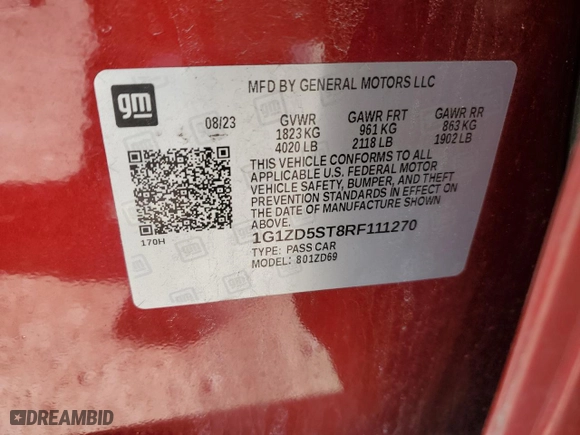 gm
MFD BY GENERAL MOTORS LLC
08/23 GVWR GAWR FRT GAWR RR
1823 KG 961 KG 863 KG
4020 LB 2118 LB 1902 LB
THIS VEHICLE CONFORMS TO ALL
APPLICABLE U.S. FEDERAL MOTOR
VEHICLE SAFETY, BUMPER, AND THEFT
PREVENTION STANDARDS IN EFFECT ON
THE DATE OF MANUFACTURE SHOWN
ABOVE.
170H
1G1ZD5ST8RF111270
TYPE: PASS CAR
MODEL: 801ZD69
DREAMBID